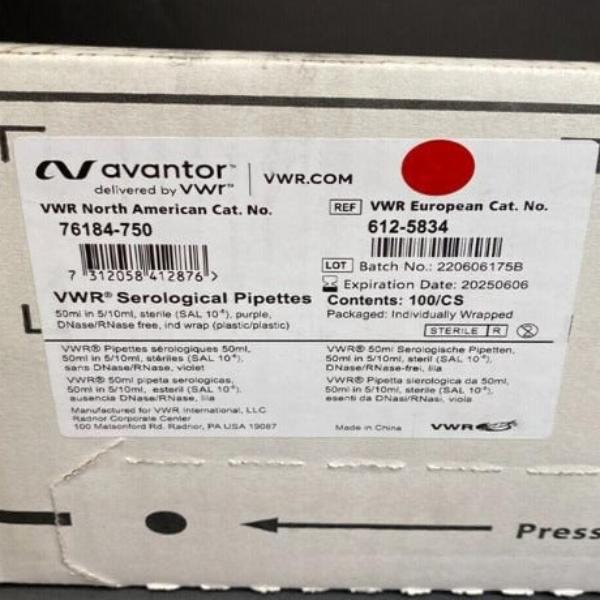 avantor™
delivered by vwr™
VWR.COM
VWR North American Cat. No.
76184-750
7 312058 412876 >
REF VWR European Cat. No.
612-5834
LOT Batch No.: 220606175B
Expiration Date: 20250606
VWR® Serological Pipettes
50ml in 5/10ml, sterile (SAL 10⁻⁶), purple,
DNase/RNase free, ind wrap (plastic/plastic)
Contents: 100/CS
Packaged: Individually Wrapped
STERILE R
VWR® Pipettes sérologiques 50ml,
50ml in 5/10ml, stériles (SAL 10⁻⁶),
sans DNase/RNase, violet
VWR® 50ml pipeta serologicas,
50ml in 5/10ml, esteril (SAL 10⁻⁶),
ausencia DNase/RNase, lila
VWR® 50ml Serologische Pipetten,
50ml in 5/10ml, steril (SAL 10⁻⁶),
DNase/RNase-frei, lila
VWR® Pipetta sierologica da 50ml,
50ml in 5/10ml, sterile (SAL 10⁻⁶),
esenti da DNasi/RNasi, viola
Manufactured for VWR International, LLC
Radnor Corporate Center
100 Matsonford Rd. Radnor, PA USA 19087
Made in China
VWR
Press